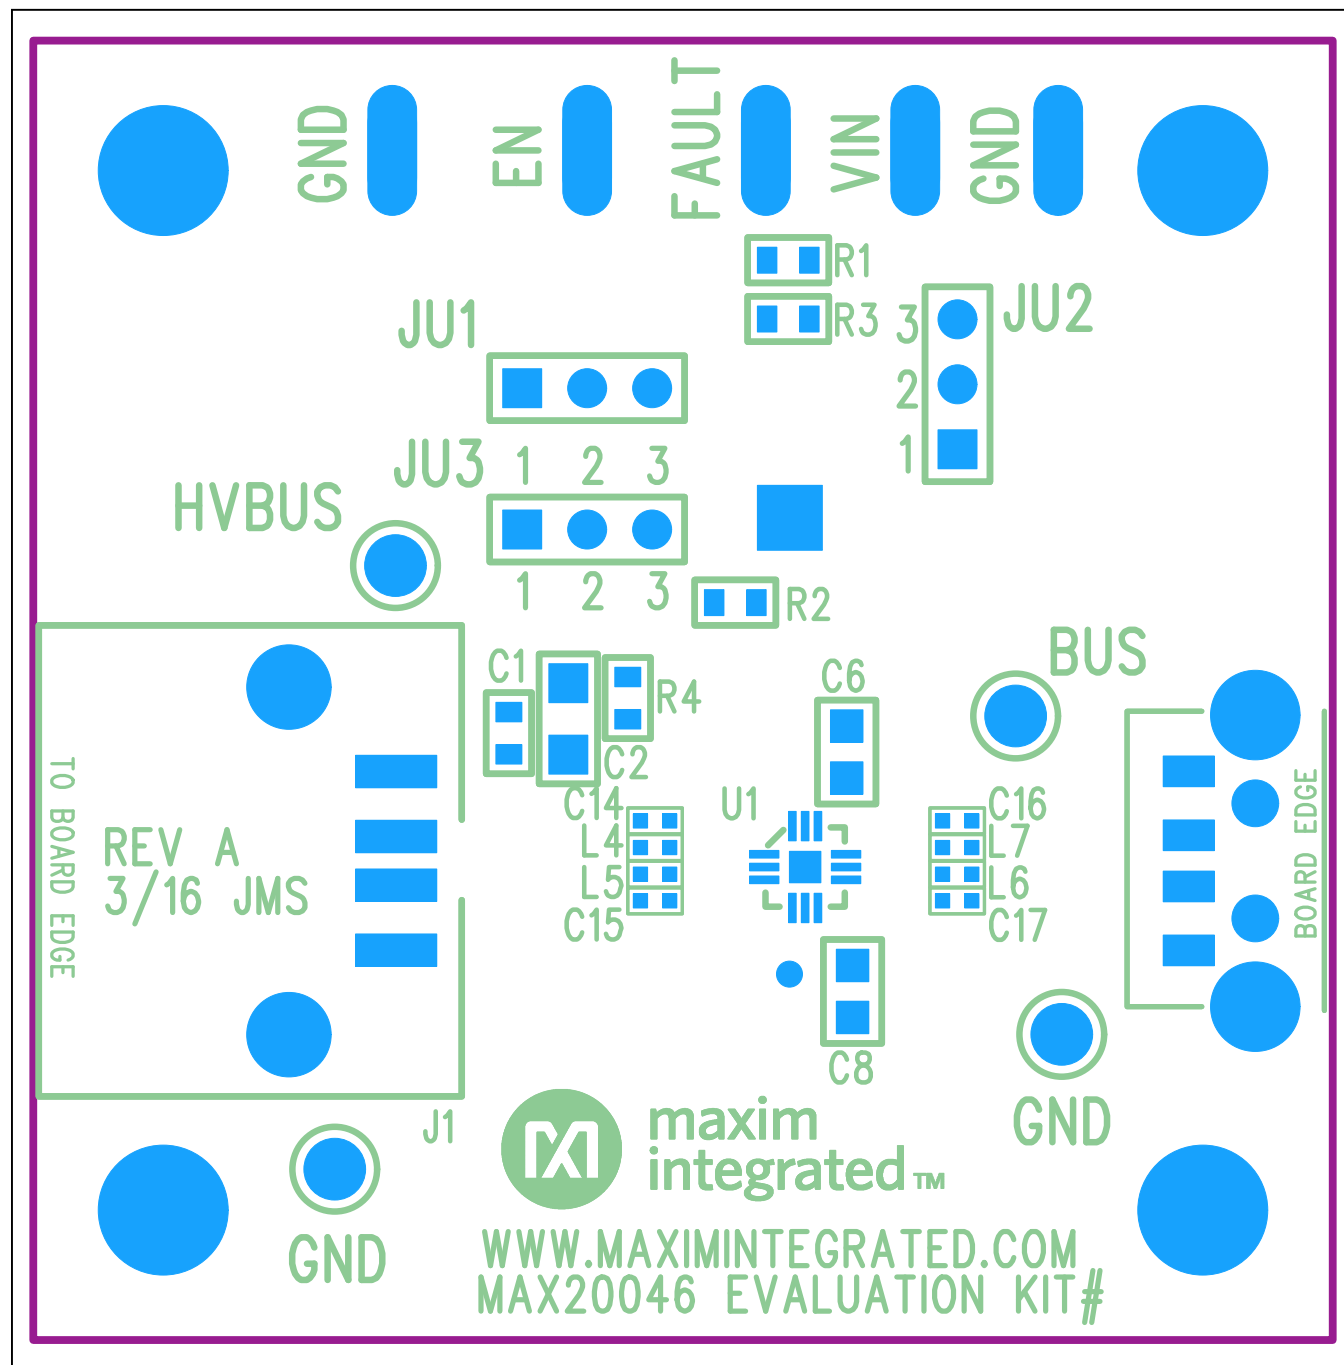 GND
EN
FAULT
VIN
GND
R1
R3
JU1
JU2
3
2
1
JU3
1 2 3
HVBUS
1 2 3
R2
BUS
C1
R4
C2
C6
C14
L4
L5
C15
U1
C16
L7
L6
C17
TO BOARD EDGE
REV A
3/16 JMS
BOARD EDGE
C8
GND
J1
GND
maxim
integrated™
WWW.MAXIMINTEGRATED.COM
MAX20046 EVALUATION KIT#